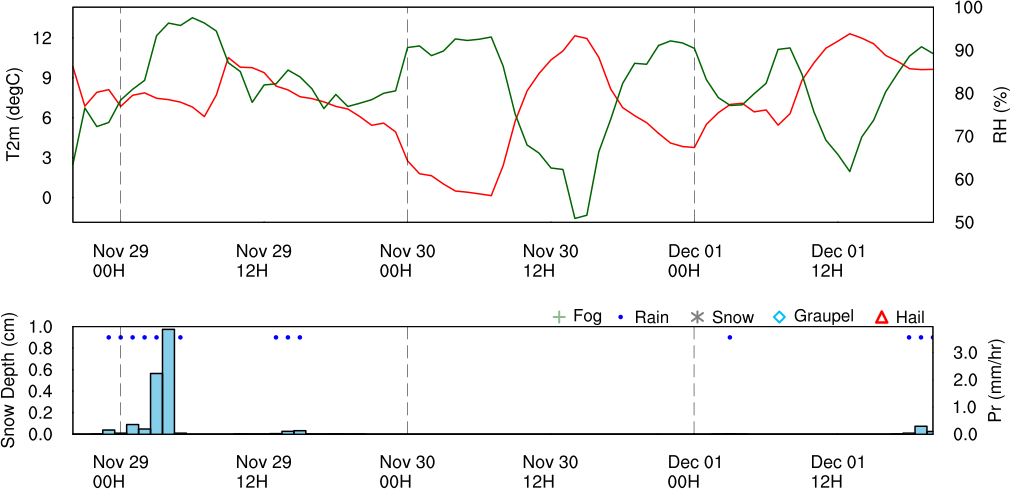 T2m (degC)
12
9
6
3
0
100
90
80
70
60
50
RH (%)
Nov 29 Nov 29 Nov 30 Nov 30 Dec 01 Dec 01
00H 12H 00H 12H 00H 12H
Fog Rain Snow Graupel Hail
Snow Depth (cm)
1.0
0.8
0.6
0.4
0.2
0.0
3.0
2.0
1.0
0.0
Pr (mm/hr)
Nov 29 Nov 29 Nov 30 Nov 30 Dec 01 Dec 01
00H 12H 00H 12H 00H 12H